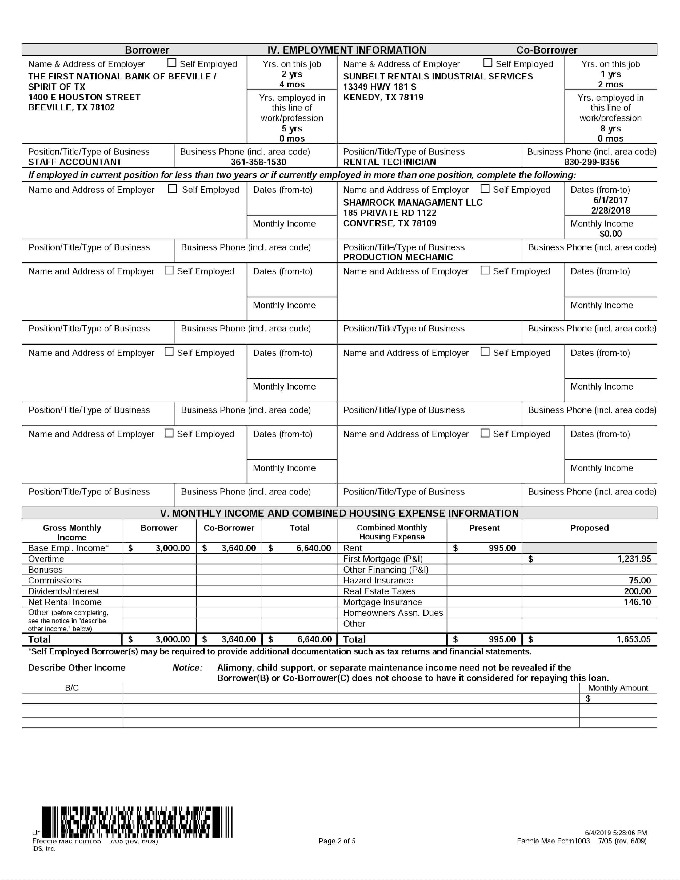 Borrower IV. EMPLOYMENT INFORMATION Co-Borrower
Name & Address of Employer ☐ Self Employed Yrs. on this job Name & Address of Employer ☐ Self Employed Yrs. on this job
THE FIRST NATIONAL BANK OF BEEVILLE / 2 yrs SUNBELT RENTALS INDUSTRIAL SERVICES 1 yrs
SPIRIT OF TX 4 mos 13349 HWY 181 S 2 mos
1400 E HOUSTON STREET Yrs. employed in KENEDY, TX 78119 Yrs. employed in
BEEVILLE, TX 78102 this line of this line of
work/profession work/profession
5 yrs 8 yrs
0 mos 0 mos
Position/Title/Type of Business Business Phone (incl. area code) Position/Title/Type of Business Business Phone (incl. area code)
STAFF ACCOUNTANT 361-358-1530 RENTAL TECHNICIAN 830-299-8356
If employed in current position for less than two years or if currently employed in more than one position, complete the following:
Name and Address of Employer ☐ Self Employed Dates (from-to) Name and Address of Employer ☐ Self Employed Dates (from-to)
SHAMROCK MANAGAMENT LLC 6/1/2017
185 PRIVATE RD 1122 2/28/2018
Monthly Income CONVERSE, TX 78109 Monthly Income
$0.00
Position/Title/Type of Business Business Phone (incl. area code) Position/Title/Type of Business Business Phone (incl. area code)
PRODUCTION MECHANIC
Name and Address of Employer ☐ Self Employed Dates (from-to) Name and Address of Employer ☐ Self Employed Dates (from-to)
Monthly Income Monthly Income
Position/Title/Type of Business Business Phone (incl. area code) Position/Title/Type of Business Business Phone (incl. area code)
Name and Address of Employer ☐ Self Employed Dates (from-to) Name and Address of Employer ☐ Self Employed Dates (from-to)
Monthly Income Monthly Income
Position/Title/Type of Business Business Phone (incl. area code) Position/Title/Type of Business Business Phone (incl. area code)
Name and Address of Employer ☐ Self Employed Dates (from-to) Name and Address of Employer ☐ Self Employed Dates (from-to)
Monthly Income Monthly Income
Position/Title/Type of Business Business Phone (incl. area code) Position/Title/Type of Business Business Phone (incl. area code)
V. MONTHLY INCOME AND COMBINED HOUSING EXPENSE INFORMATION
Gross Monthly Income Borrower Co-Borrower Total Combined Monthly Housing Expense Present Proposed
Base Empl. Income* $ 3,000.00 $ 3,640.00 $ 6,640.00 Rent $ 995.00
Overtime First Mortgage (P&I) $ 1,231.95
Bonuses Other Financing (P&I)
Commissions Hazard Insurance 75.00
Dividends/Interest Real Estate Taxes 200.00
Net Rental Income Mortgage Insurance 146.10
Other (before completing, Homeowners Assn. Dues
see the notice in "describe Other
other income," below)
Total $ 3,000.00 $ 3,640.00 $ 6,640.00 Total $ 995.00 $ 1,653.05
*Self Employed Borrower(s) may be required to provide additional documentation such as tax returns and financial statements.
Describe Other Income Notice: Alimony, child support, or separate maintenance income need not be revealed if the
Borrower(B) or Co-Borrower(C) does not choose to have it considered for repaying this loan.
B/C Monthly Amount
$
6/4/2019 5:28:06 PM
Freddie Mac Form 65 7/05 (rev. 6/09) Page 2 of 5 Fannie Mae Form1003 7/05 (rev. 6/09)
DS, Inc.